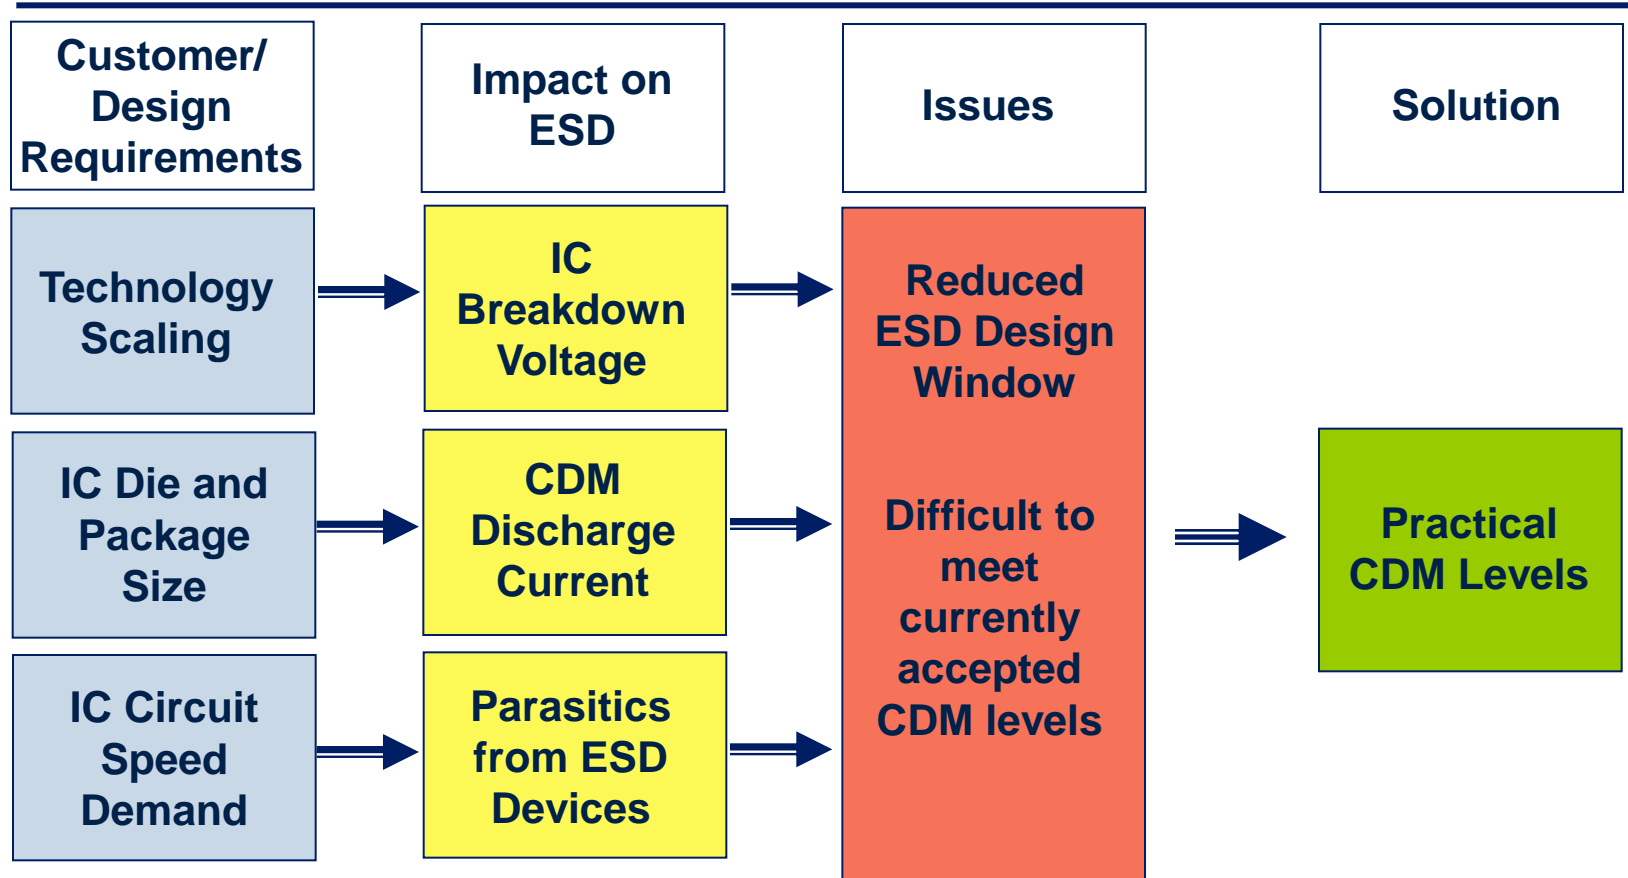 Customer/
Design
Requirements
Impact on
ESD
Issues
Solution
Technology
Scaling
IC
Breakdown
Voltage
Reduced
ESD Design
Window
IC Die and
Package
Size
CDM
Discharge
Current
Difficult to
meet
currently
accepted
CDM levels
Practical
CDM Levels
IC Circuit
Speed
Demand
Parasitics
from ESD
Devices